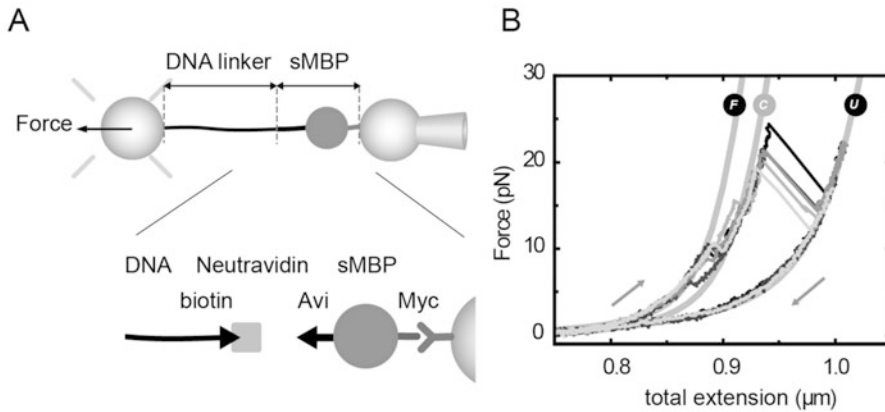 A
DNA linker
sMBP
Force
DNA
Neutravidin
sMBP
biotin
Avi
Myc
B
F
C
U
30
20
10
0
Force (pN)
0.8
0.9
1.0
total extension (μm)